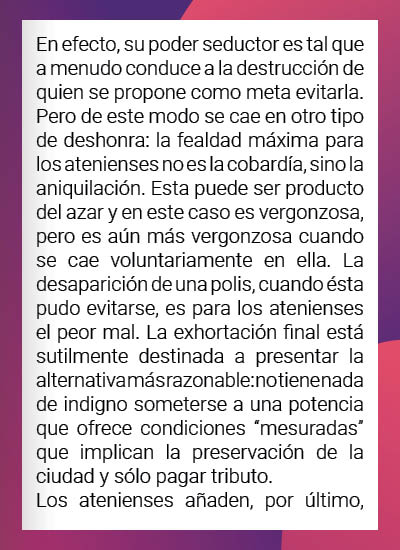 En efecto, su poder seductor es tal que
a menudo conduce a la destrucción de
quien se propone como meta evitarla.
Pero de este modo se cae en otro tipo
de deshonra: la fealdad máxima para
los atenienses no es la cobardía, sino la
aniquilación. Esta puede ser producto
del azar y en este caso es vergonzosa,
pero es aún más vergonzosa cuando
se cae voluntariamente en ella. La
desaparición de una polis, cuando ésta
pudo evitarse, es para los atenienses
el peor mal. La exhortación final está
sutilmente destinada a presentar la
alternativa más razonable: no tiene nada
de indigno someterse a una potencia
que ofrece condiciones “mesuradas”
que implican la preservación de la
ciudad y sólo pagar tributo.
Los atenienses añaden, por último,